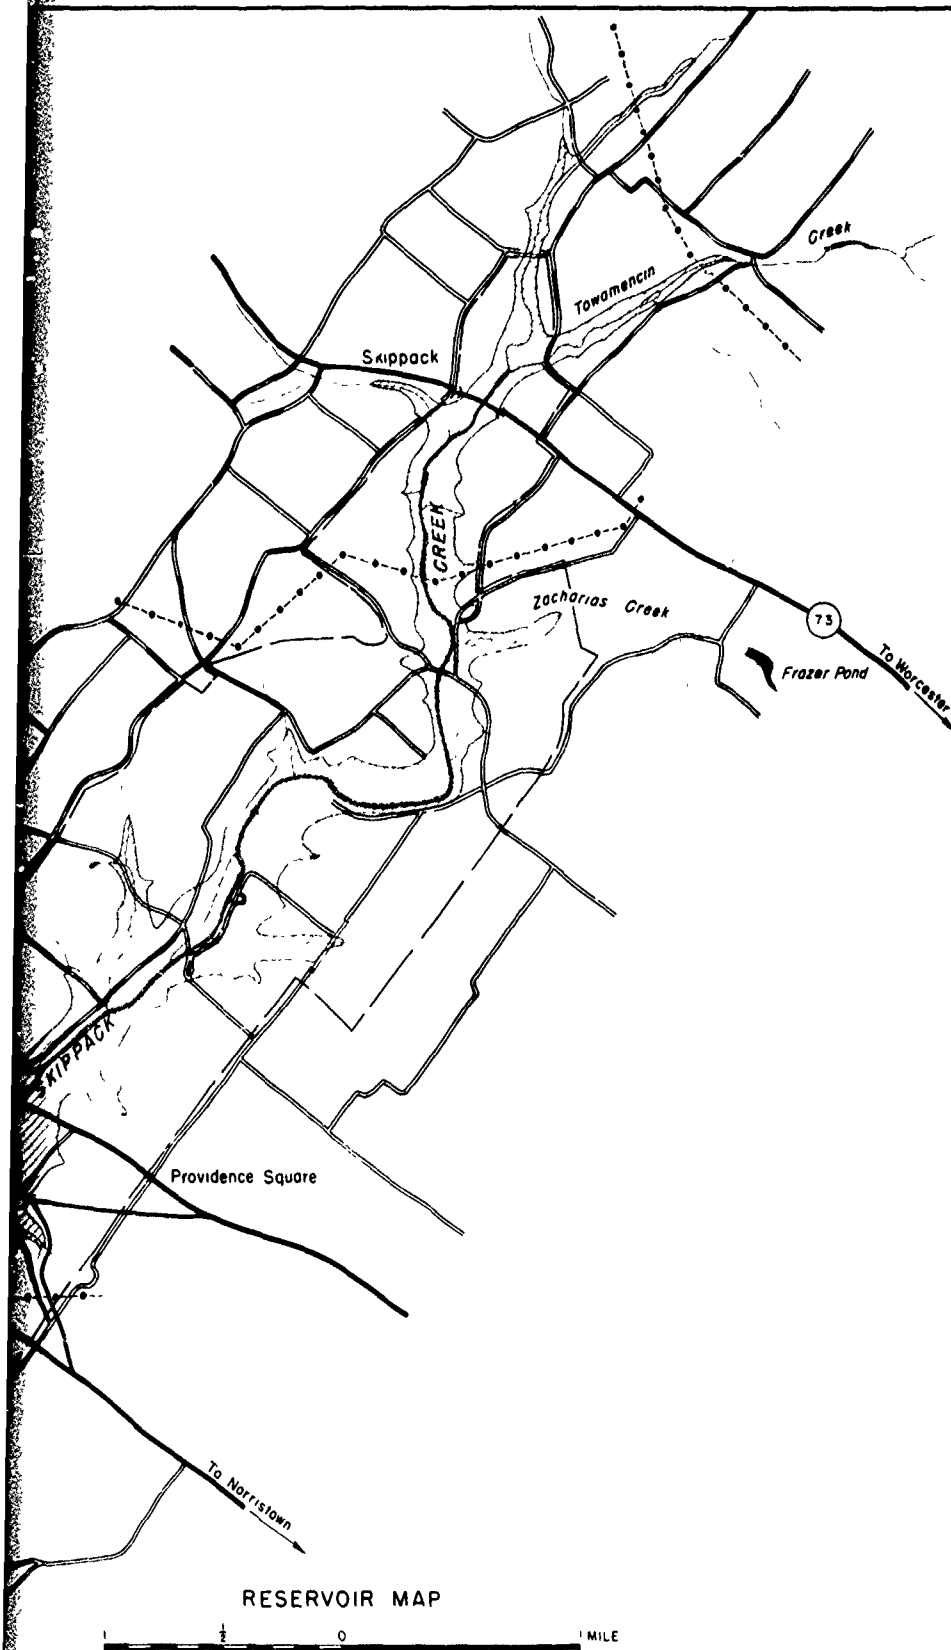 Creek
Towamencin
Skippack
CREEK
Zacharias Creek
73
To Worcester
Frazer Pond
SKIPPACK
Providence Square
To Norristown
RESERVOIR MAP
1 ½ 0 1 MILE